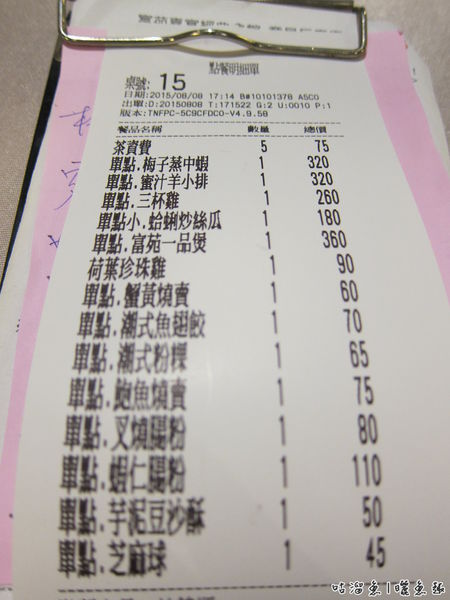 點餐明細單
桌號: 15
日期:2015/08/08 17:14 B#10101378 ASCO
出單:D:20150808 T:171522 G:2 U:0010 P:1
版本:TNFPC-5C9CFDC0-V4.9.58
餐品名稱 數量 總價
茶資費 5 75
單點.梅子蒸中蝦 1 320
單點.蜜汁羊小排 1 320
單點.三杯雞 1 260
單點小.蛤蜊炒絲瓜 1 180
單點.富苑一品煲 1 360
荷葉珍珠雞 1 90
單點.蟹黃燒賣 1 60
單點.潮式魚翅餃 1 70
單點.潮式粉粿 1 65
單點.鮑魚燒賣 1 75
單點.叉燒腸粉 1 80
單點.蝦仁腸粉 1 110
單點.芋泥豆沙酥 1 50
單點.芝麻球 1 45